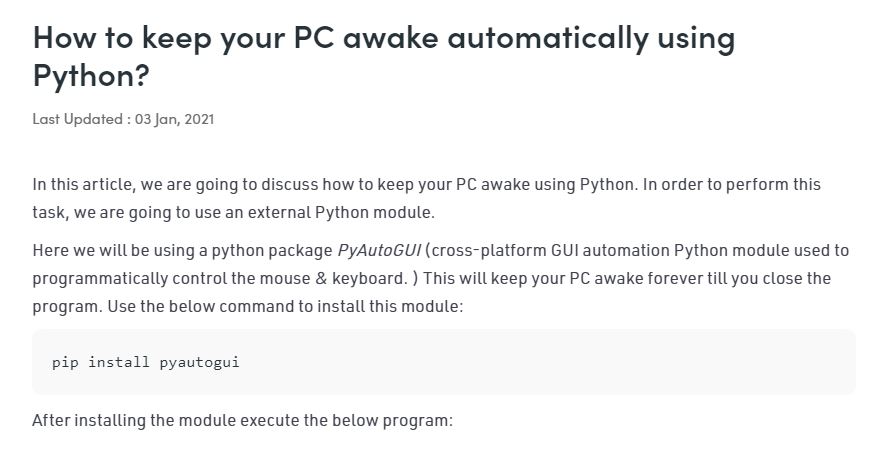 How to keep your PC awake automatically using
Python?
Last Updated : 03 Jan, 2021
In this article, we are going to discuss how to keep your PC awake using Python. In order to perform this
task, we are going to use an external Python module.
Here we will be using a python package PyAutoGUI (cross-platform GUI automation Python module used to
programmatically control the mouse & keyboard. ) This will keep your PC awake forever till you close the
program. Use the below command to install this module:
pip install pyautogui
After installing the module execute the below program: